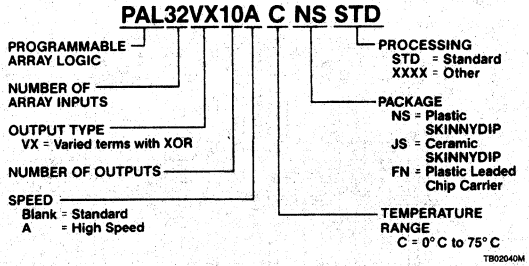 PAL32VX10A C NS STD
PROGRAMMABLE
ARRAY LOGIC
NUMBER OF
ARRAY INPUTS
OUTPUT TYPE
VX = Varied terms with XOR
NUMBER OF OUTPUTS
SPEED
Blank = Standard
A = High Speed
PROCESSING
STD = Standard
XXXX = Other
PACKAGE
NS = Plastic
SKINNYDIP
JS = Ceramic
SKINNYDIP
FN = Plastic Leaded
Chip Carrier
TEMPERATURE
RANGE
C = 0°C to 75°C
TB02040M